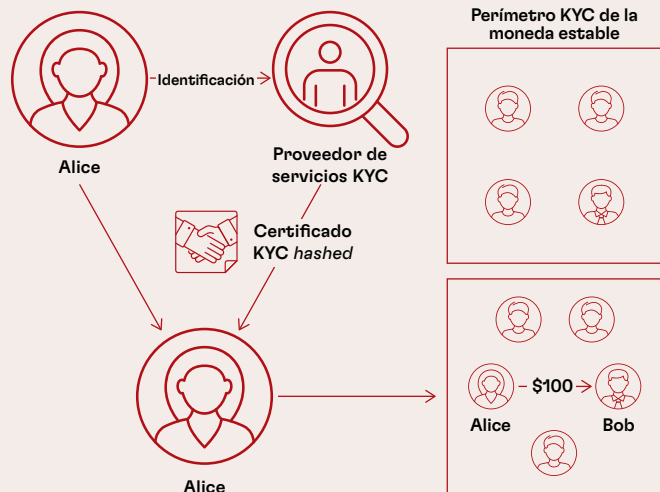 Perímetro KYC de la
moneda estable
Identificación
Alice
Proveedor de
servicios KYC
Certificado
KYC hashed
$100
Alice
Bob
Alice